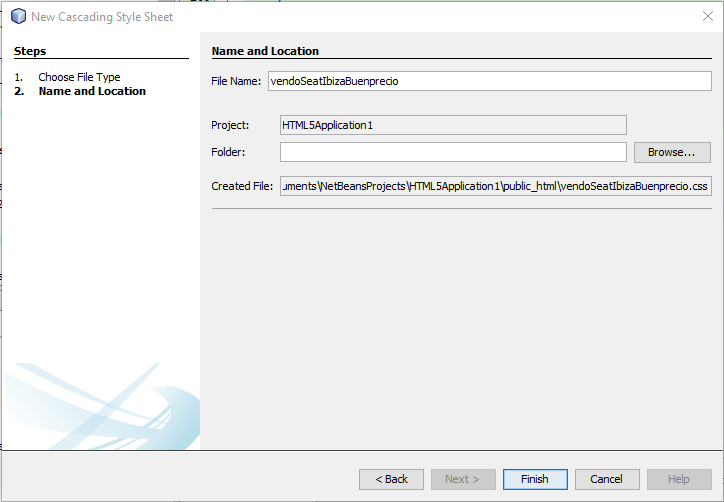 New Cascading Style Sheet
Steps
1. Choose File Type
2. Name and Location
Name and Location
File Name: vendoSeatIbizaBuenprecio
Project: HTML5Application1
Folder: Browse...
Created File: uments\NetBeansProjects\HTML5Application1\public_html\vendoSeatIbizaBuenprecio.css
< Back Next > Finish Cancel Help